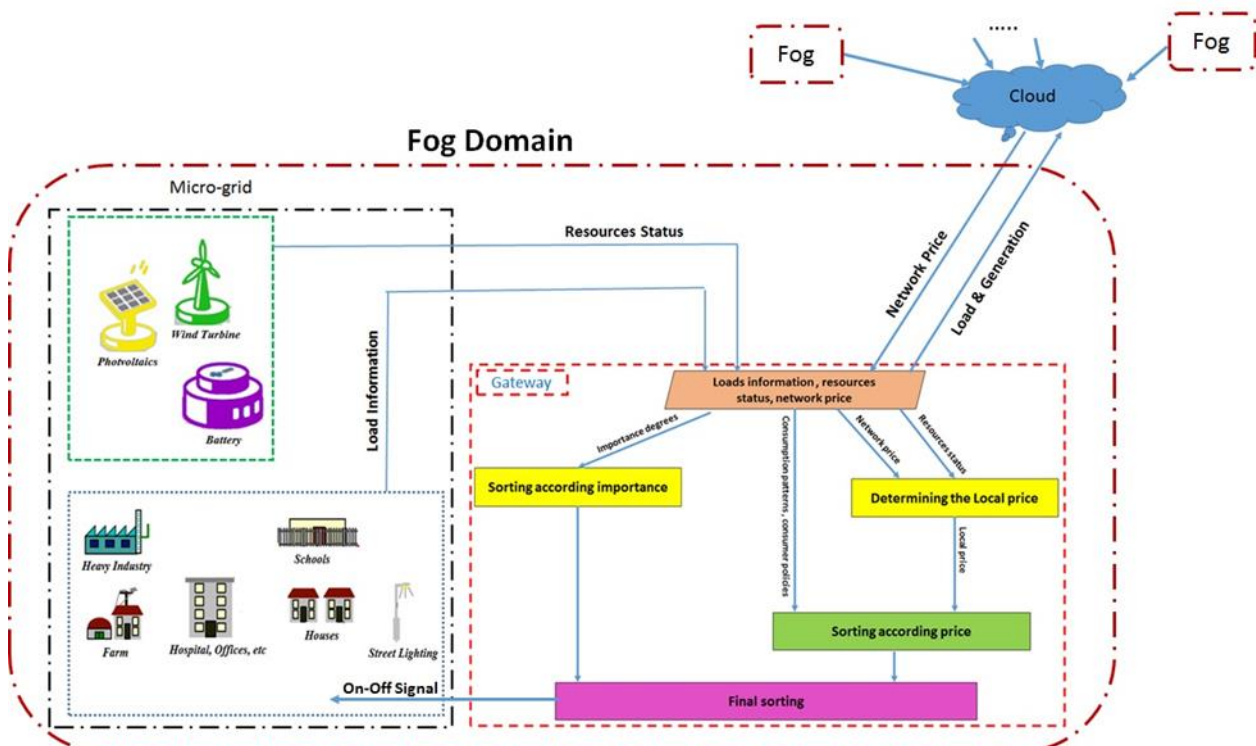 Fog
.....
Fog
Cloud
Fog Domain
Micro-grid
Resources Status
Network Price
Load & Generation
Wind Turbine
Photvoltaics
Battery
Load Information
Gateway
Loads information , resources
status, network price
Importance degrees
Consumption patterns , consumer policies
Network price
Resources status
Sorting according importance
Determining the Local price
Local price
Heavy Industry
Schools
Farm
Hospital, Offices, etc
Houses
Street Lighting
Sorting according price
On-Off Signal
Final sorting